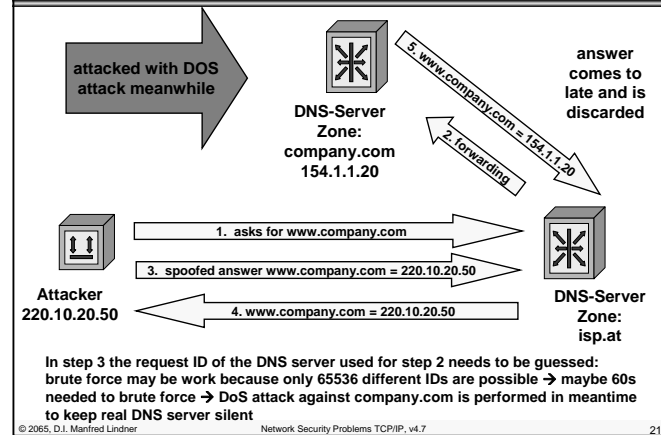 attacked with DOS
attack meanwhile
DNS-Server
Zone:
company.com
154.1.1.20
5. www.company.com = 154.1.1.20
2. forwarding
answer
comes to
late and is
discarded
1. asks for www.company.com
3. spoofed answer www.company.com = 220.10.20.50
4. www.company.com = 220.10.20.50
Attacker
220.10.20.50
DNS-Server
Zone:
isp.at
In step 3 the request ID of the DNS server used for step 2 needs to be guessed:
brute force may be work because only 65536 different IDs are possible → maybe 60s
needed to brute force → DoS attack against company.com is performed in meantime
to keep real DNS server silent
© 2065, D.I. Manfred Lindner
Network Security Problems TCP/IP, v4.7
21